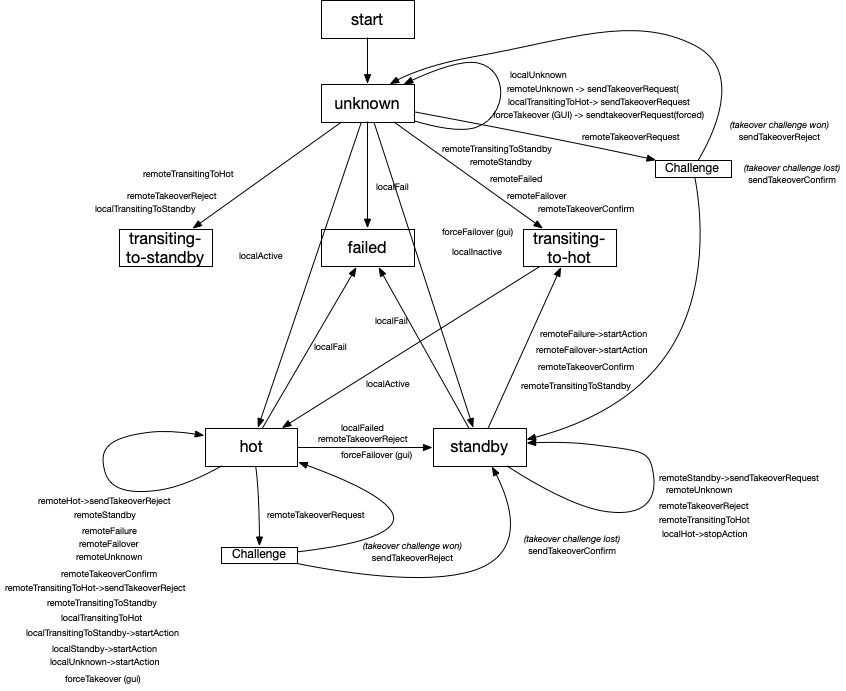 start
unknown
localUnknown
remoteUnknown -> sendTakeoverRequest(
localTransitingToHot-> sendTakeoverRequest
forceTakeover (GUI) -> sendtakeoverRequest(forced)
remoteTakeoverRequest
(takeover challenge won)
sendTakeoverReject
Challenge
(takeover challenge lost)
sendTakeoverConfirm
remoteTransitingToStandby
remoteStandby
remoteFailed
remoteFailover
remoteTakeoverConfirm
remoteTransitingToHot
remoteTakeoverReject
localTransitingToStandby
localFail
transiting-
to-standby
failed
transiting-
to-hot
forceFailover (gui)
localInactive
localActive
localFail
localFail
localActive
remoteFailure->startAction
remoteFailover->startAction
remoteTakeoverConfirm
remoteTransitingToStandby
hot
localFailed
remoteTakeoverReject
forceFailover (gui)
standby
remoteStandby->sendTakeoverRequest
remoteUnknown
remoteTakeoverReject
remoteTransitingToHot
localHot->stopAction
remoteTakeoverRequest
Challenge
(takeover challenge won)
sendTakeoverReject
(takeover challenge lost)
sendTakeoverConfirm
remoteHot->sendTakeoverReject
remoteStandby
remoteFailure
remoteFailover
remoteUnknown
remoteTakeoverConfirm
remoteTransitingToHot->sendTakeoverReject
remoteTransitingToStandby
localTransitingToHot
localTransitingToStandby->startAction
localStandby->startAction
localUnknown->startAction
forceTakeover (gui)